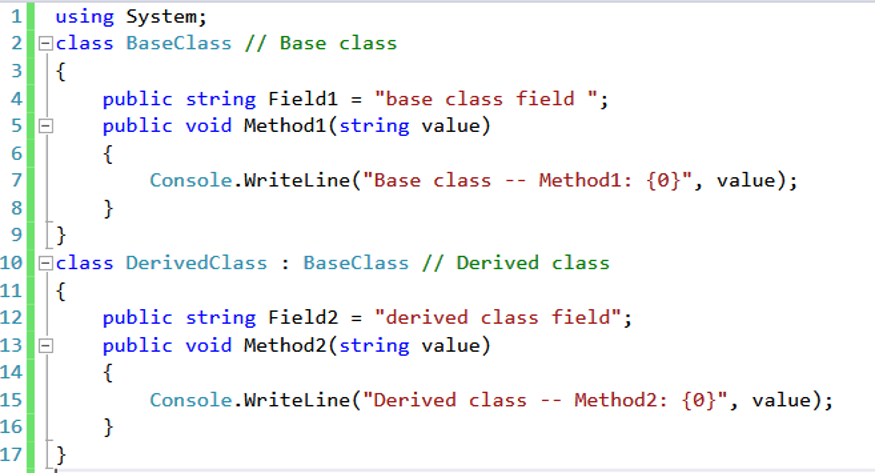 1 using System;
2 class BaseClass // Base class
3 {
4 public string Field1 = "base class field ";
5 public void Method1(string value)
6 {
7 Console.WriteLine("Base class -- Method1: {0}", value);
8 }
9 }
10 class DerivedClass : BaseClass // Derived class
11 {
12 public string Field2 = "derived class field";
13 public void Method2(string value)
14 {
15 Console.WriteLine("Derived class -- Method2: {0}", value);
16 }
17 }